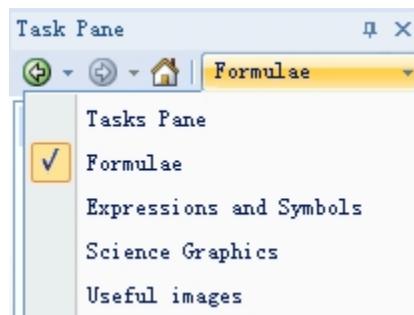 Task Pane
Formulae
Tasks Pane
Formulae
Expressions and Symbols
Science Graphics
Useful images